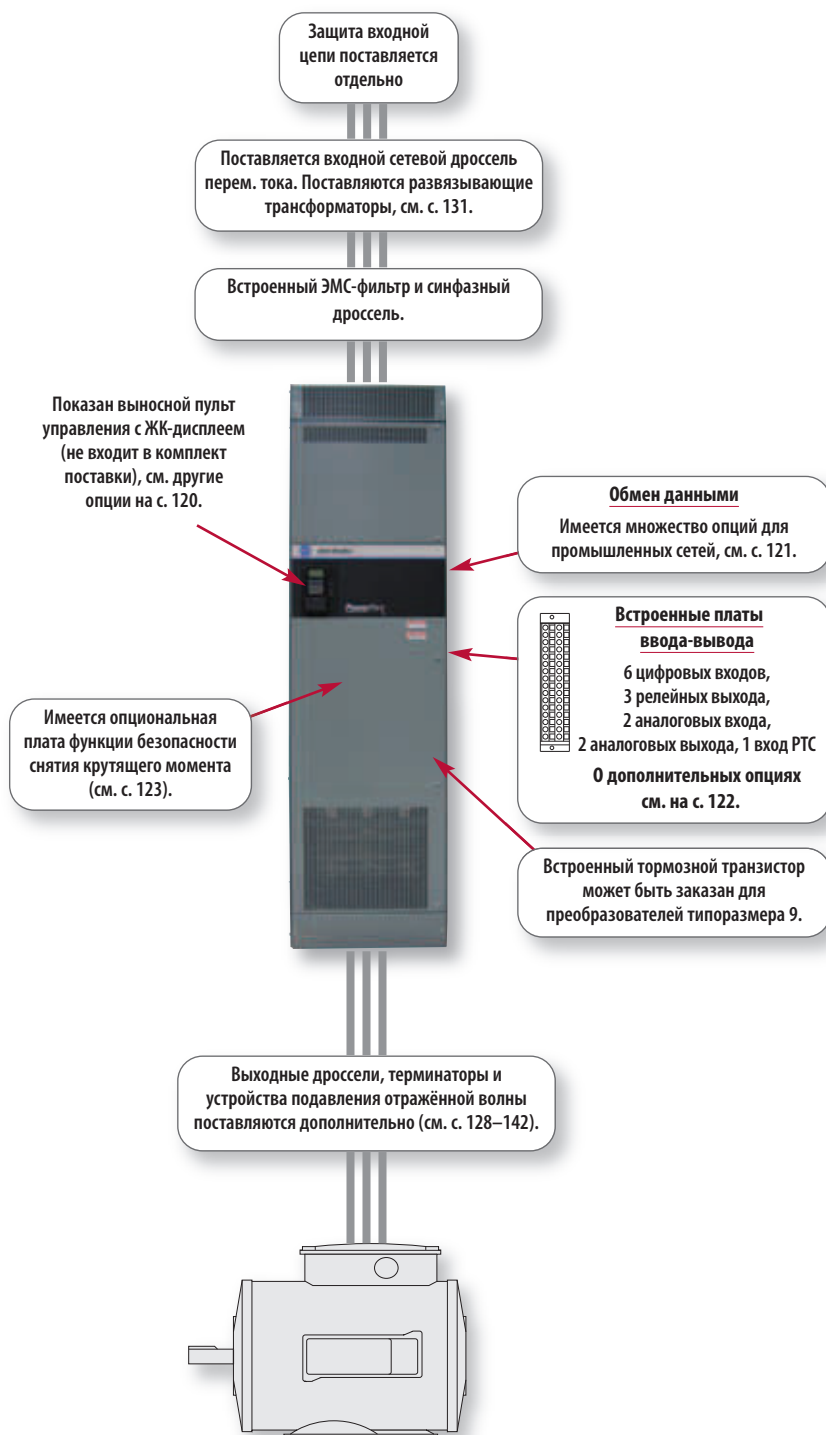 Защита входной
цепи поставляется
отдельно
Поставляется входной сетевой дроссель
перем. тока. Поставляются развязывающие
трансформаторы, см. с. 131.
Встроенный ЭМС-фильтр и синфазный
дроссель.
Показан выносной пульт
управления с ЖК-дисплеем
(не входит в комплект
поставки), см. другие
опции на с. 120.
Обмен данными
Имеется множество опций для
промышленных сетей, см. с. 121.
Встроенные платы
ввода-вывода
6 цифровых входов,
3 релейных выхода,
2 аналоговых входа,
2 аналоговых выхода, 1 вход PTC
О дополнительных опциях
см. на с. 122.
Имеется опциональная
плата функции безопасности
снятия крутящего момента
(см. с. 123).
Встроенный тормозной транзистор
может быть заказан для
преобразователей типоразмера 9.
Выходные дроссели, терминаторы и
устройства подавления отражённой волны
поставляются дополнительно (см. с. 128–142).